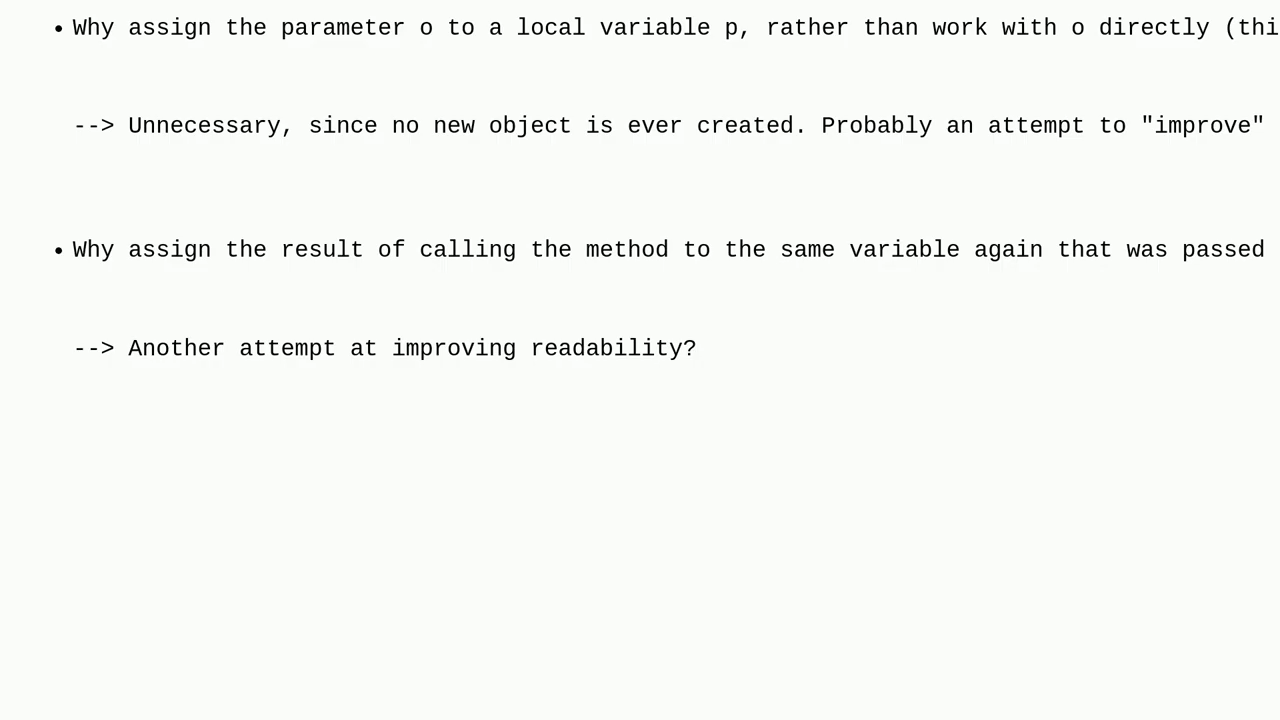 • Why assign the parameter o to a local variable p, rather than work with o directly (thi
--> Unnecessary, since no new object is ever created. Probably an attempt to "improve"
• Why assign the result of calling the method to the same variable again that was passed
--> Another attempt at improving readability?